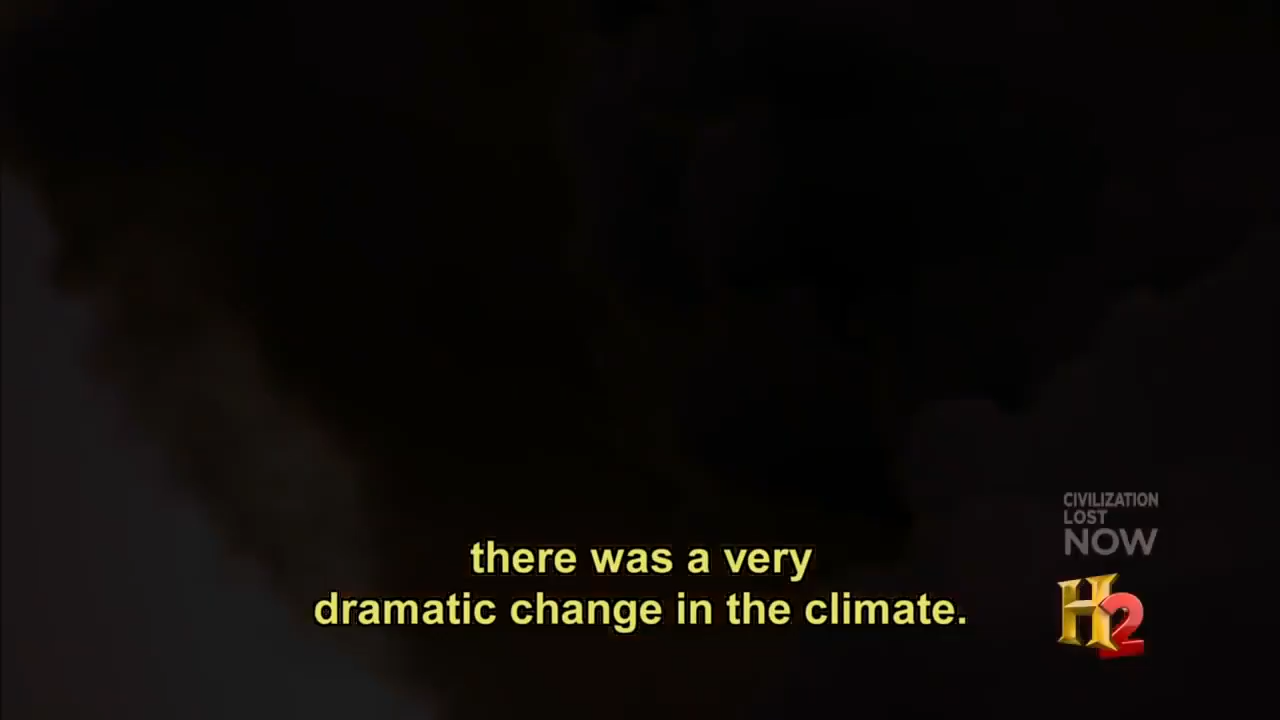 CIVILIZATION
LOST
NOW
there was a very
dramatic change in the climate.
H2